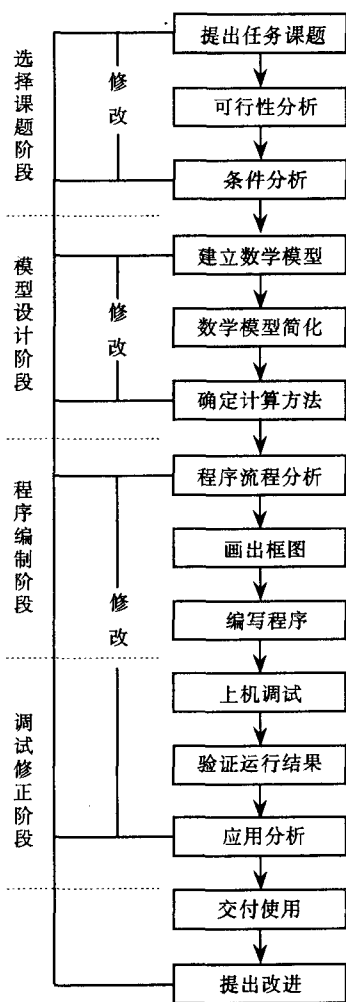 选择课题阶段
修改
提出任务课题
可行性分析
条件分析
模型设计阶段
修改
建立数学模型
数学模型简化
确定计算方法
程序编制阶段
修改
程序流程分析
画出框图
编写程序
调试修正阶段
上机调试
验证运行结果
应用分析
交付使用
提出改进